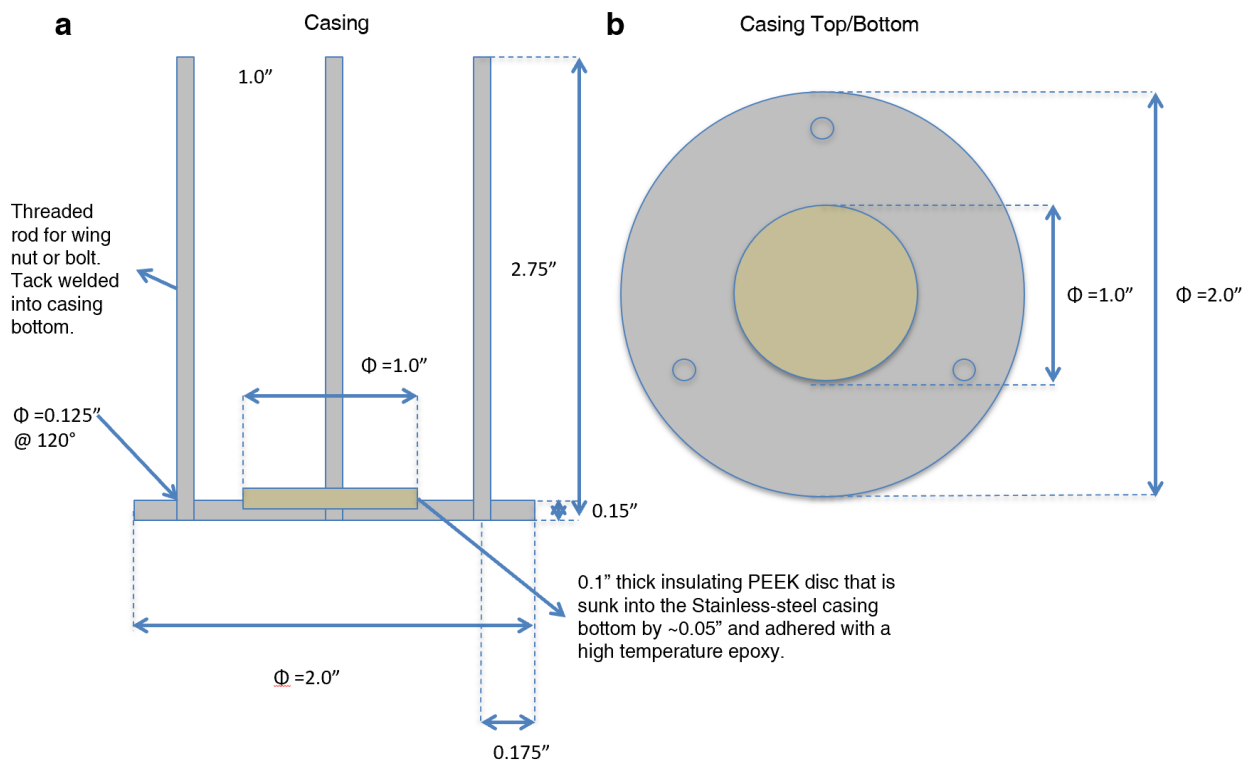 a
Casing
b
Casing Top/Bottom
1.0”
Threaded
rod for wing
nut or bolt.
Tack welded
into casing
bottom.
2.75”
Φ =1.0”
Φ =2.0”
Φ =1.0”
Φ =0.125”
@ 120°
0.15”
0.1” thick insulating PEEK disc that is
sunk into the Stainless-steel casing
bottom by ~0.05” and adhered with a
high temperature epoxy.
Φ =2.0”
0.175”